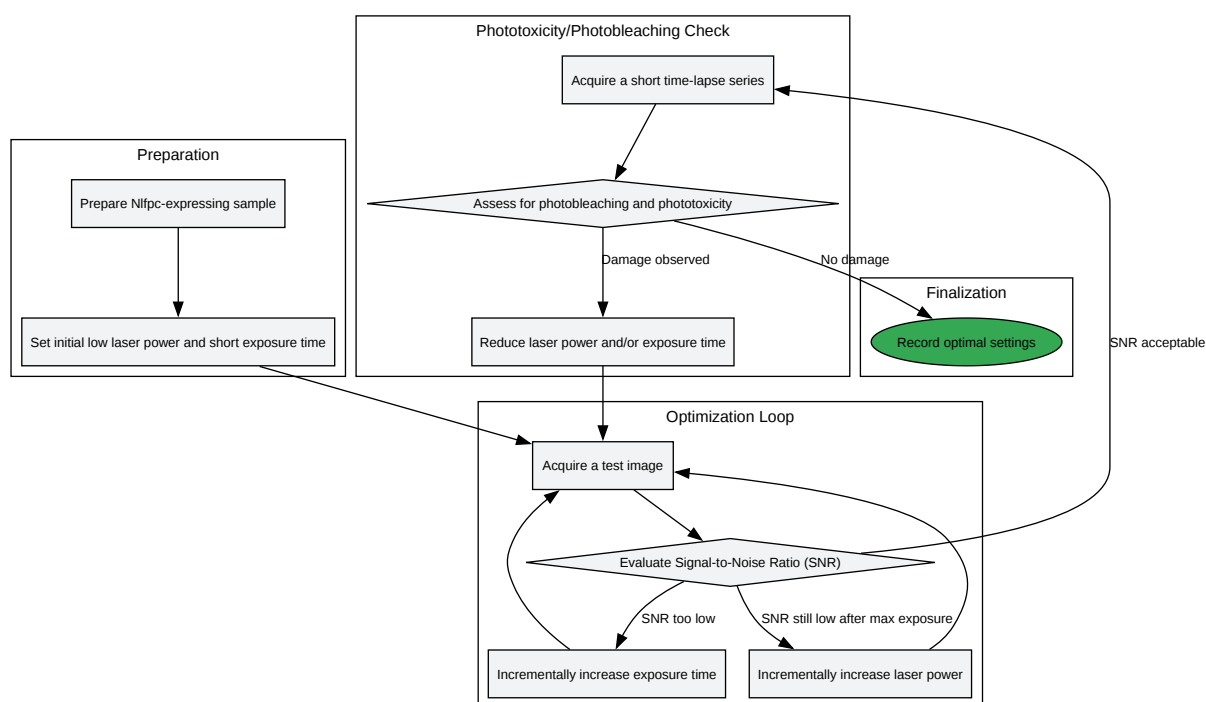 Phototoxicity/Photobleaching Check
Acquire a short time-lapse series
Preparation
Prepare Nlfpc-expressing sample
Assess for photobleaching and phototoxicity
Damage observed
No damage
Finalization
Set initial low laser power and short exposure time
Reduce laser power and/or exposure time
Record optimal settings
SNR acceptable
Optimization Loop
Acquire a test image
Evaluate Signal-to-Noise Ratio (SNR)
SNR too low
SNR still low after max exposure
Incrementally increase exposure time
Incrementally increase laser power